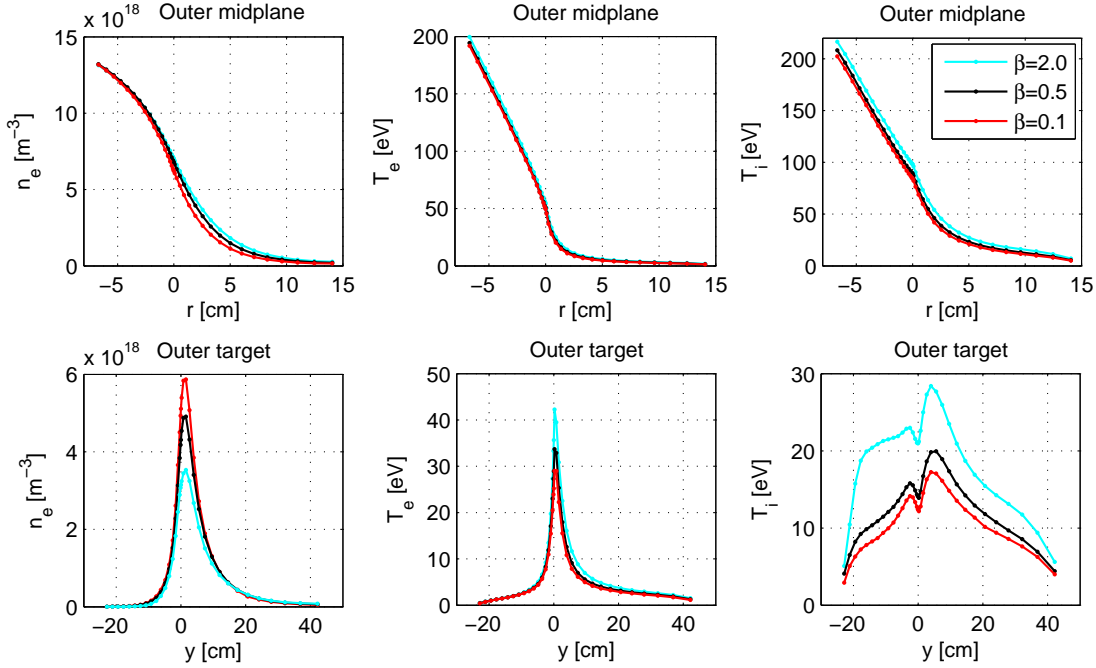 Outer midplane
x 10^18
15
10
5
0
n_e [m^−3]
−5 0 5 10 15
r [cm]
Outer midplane
200
150
100
50
0
T_e [eV]
−5 0 5 10 15
r [cm]
Outer midplane
200
150
100
50
0
T_i [eV]
β=2.0
β=0.5
β=0.1
−5 0 5 10 15
r [cm]
Outer target
x 10^18
6
4
2
0
n_e [m^−3]
−20 0 20 40
y [cm]
Outer target
50
40
30
20
10
0
T_e [eV]
−20 0 20 40
y [cm]
Outer target
30
20
10
0
T_i [eV]
−20 0 20 40
y [cm]